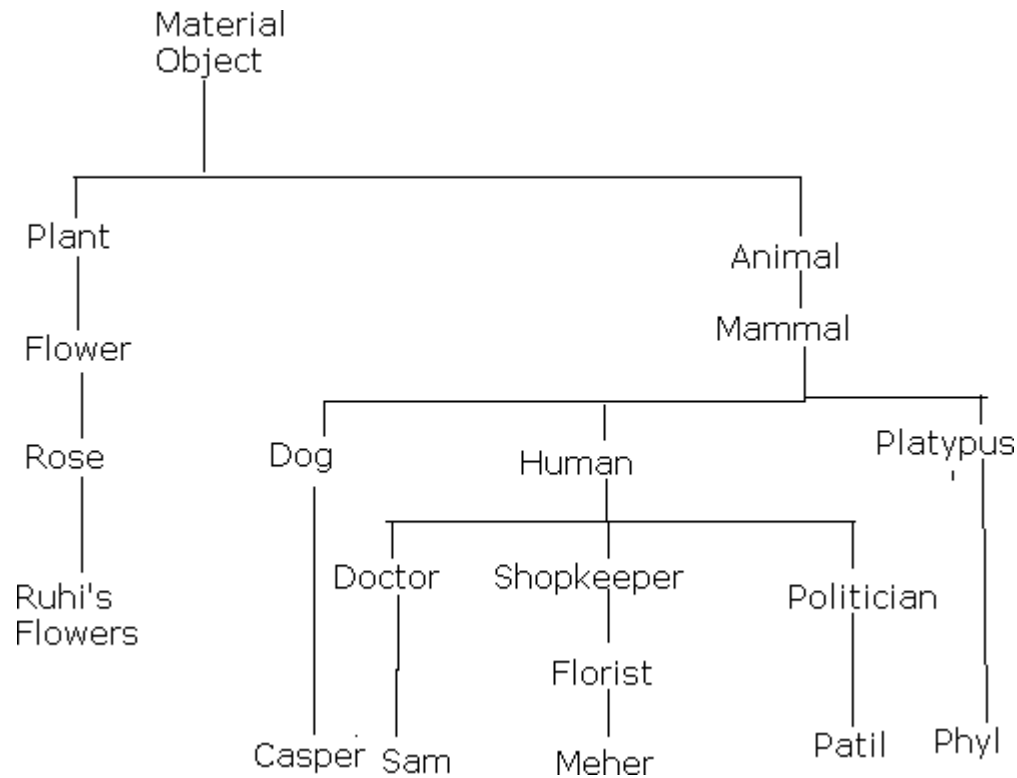 Material
Object
Plant
Animal
Mammal
Flower
Rose
Dog
Human
Platypus
Doctor
Shopkeeper
Politician
Ruhi's
Flowers
Florist
Casper
Sam
Meher
Patil
Phyl